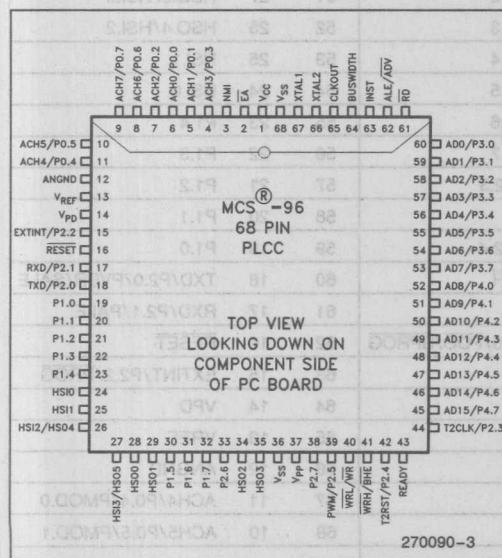 ACH7/P0.7
ACH6/P0.6
ACH2/P0.2
ACH0/P0.0
ACH1/P0.1
ACH3/P0.3
NMI
EA
VCC
VSS
XTAL1
XTAL2
CLKOUT
BUSWIDTH
INST
ALE/ADV
RD
9 8 7 6 5 4 3 2 1 68 67 66 65 64 63 62 61
ACH5/P0.5 10
ACH4/P0.4 11
ANGND 12
VREF 13
VPD 14
EXTINT/P2.2 15
RESET 16
RXD/P2.1 17
TXD/P2.0 18
P1.0 19
P1.1 20
P1.2 21
P1.3 22
P1.4 23
HSI0 24
HSI1 25
HSI2/HSO4 26
MCS®-96
68 PIN
PLCC
TOP VIEW
LOOKING DOWN ON
COMPONENT SIDE
OF PC BOARD
60 AD0/P3.0
59 AD1/P3.1
58 AD2/P3.2
57 AD3/P3.3
56 AD4/P3.4
55 AD5/P3.5
54 AD6/P3.6
53 AD7/P3.7
52 AD8/P4.0
51 AD9/P4.1
50 AD10/P4.2
49 AD11/P4.3
48 AD12/P4.4
47 AD13/P4.5
46 AD14/P4.6
45 AD15/P4.7
44 T2CLK/P2.3
27 28 29 30 31 32 33 34 35 36 37 38 39 40 41 42 43
HSI3/HSO5
HSO0
HSO1
P1.5
P1.6
P1.7
P2.6
HSO2
HSO3
VSS
VPP
P2.7
PWM/P2.5
WRL/WR
WRH/BHE
T2RST/P2.4
READY
270090-3